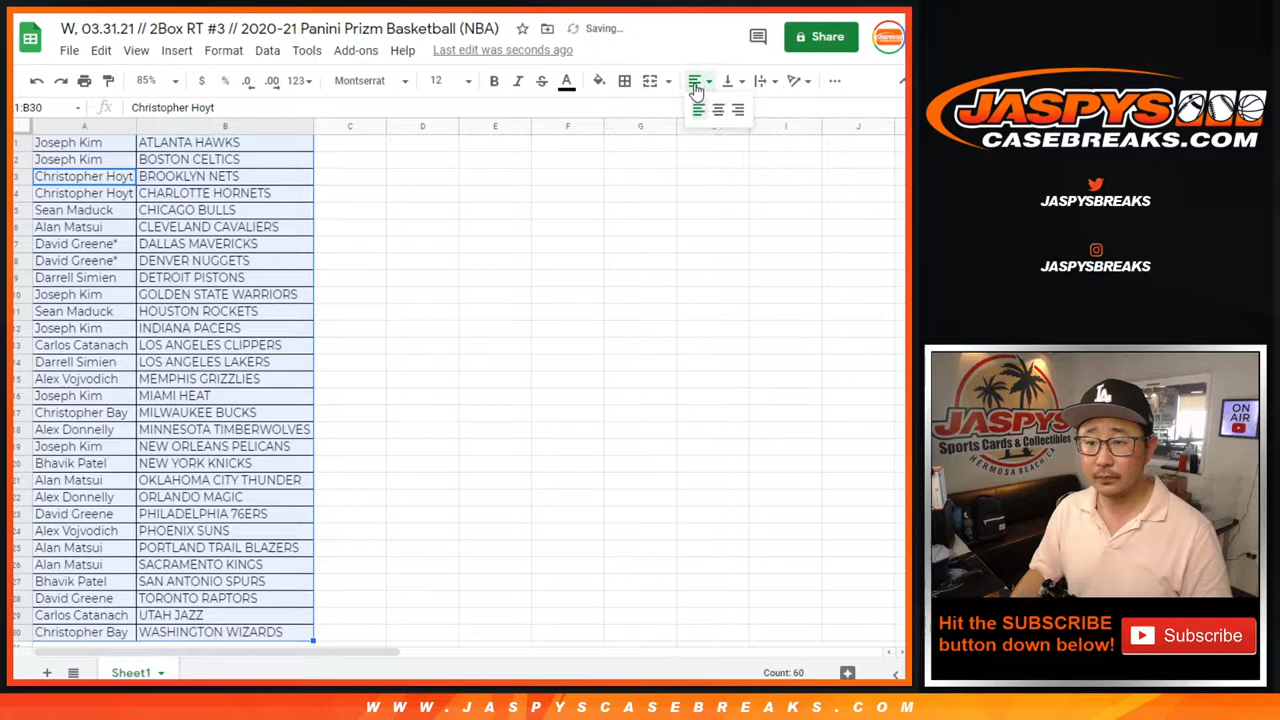 W, 03.31.21 // 2Box RT #3 // 2020-21 Panini Prizm Basketball (NBA)
Saving...
Share
File Edit View Insert Format Data Tools Add-ons Help Last edit was seconds ago
85% $ % .0 .00 123 Montserrat 12 B I S A
1:B30 fx Christopher Hoyt
A B C D E F G H I J
1 Joseph Kim ATLANTA HAWKS
2 Joseph Kim BOSTON CELTICS
3 Christopher Hoyt BROOKLYN NETS
4 Christopher Hoyt CHARLOTTE HORNETS
5 Sean Maduck CHICAGO BULLS
6 Alan Matsui CLEVELAND CAVALIERS
7 David Greene* DALLAS MAVERICKS
8 David Greene* DENVER NUGGETS
9 Darrell Simien DETROIT PISTONS
10 Joseph Kim GOLDEN STATE WARRIORS
11 Sean Maduck HOUSTON ROCKETS
12 Joseph Kim INDIANA PACERS
13 Carlos Catanach LOS ANGELES CLIPPERS
14 Darrell Simien LOS ANGELES LAKERS
15 Alex Vojvodich MEMPHIS GRIZZLIES
16 Joseph Kim MIAMI HEAT
17 Christopher Bay MILWAUKEE BUCKS
18 Alex Donnelly MINNESOTA TIMBERWOLVES
19 Joseph Kim NEW ORLEANS PELICANS
20 Bhavik Patel NEW YORK KNICKS
21 Alan Matsui OKLAHOMA CITY THUNDER
22 Alex Donnelly ORLANDO MAGIC
23 David Greene PHILADELPHIA 76ERS
24 Alex Vojvodich PHOENIX SUNS
25 Alan Matsui PORTLAND TRAIL BLAZERS
26 Alan Matsui SACRAMENTO KINGS
27 Bhavik Patel SAN ANTONIO SPURS
28 David Greene TORONTO RAPTORS
29 Carlos Catanach UTAH JAZZ
30 Christopher Bay WASHINGTON WIZARDS
Sheet1
Count: 60
JASPYS
CASEBREAKS.COM
JASPYSBREAKS
JASPYSBREAKS
JASPYS
Sports Cards & Collectibles
HERMOSA BEACH, CA
LA
ON
AIR
Hit the SUBSCRIBE
button down below!
Subscribe
WWW.JASPYSCASEBREAKS.COM